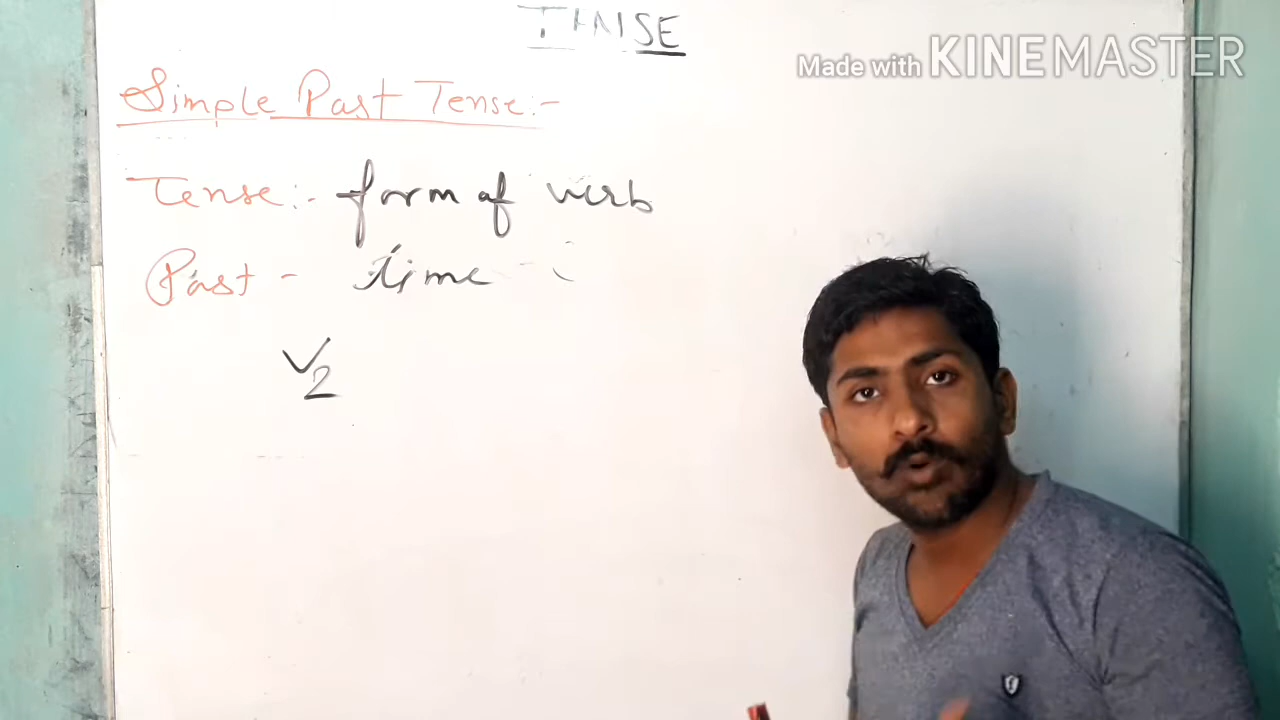 TENSE
Made with KINEMASTER
Simple Past Tense:-
Tense:- form of verb
Past - time -
V2